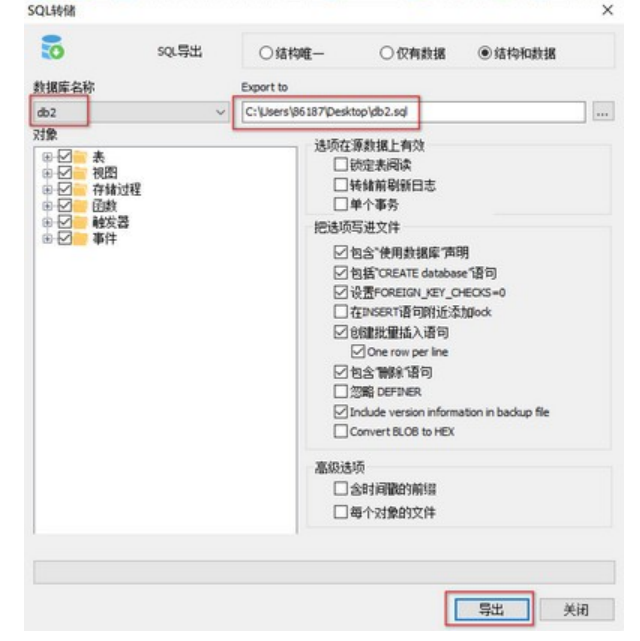 SQL转储
SQL导出
结构唯一
仅有数据
结构和数据
数据库名称
Export to
db2
C:\Users\86187\Desktop\db2.sql
...
对象
表
视图
存储过程
函数
触发器
事件
选项在源数据上有效
锁定表阅读
转储前刷新日志
单个事务
把选项写进文件
包含"使用数据库"声明
包括"CREATE database"语句
设置FOREIGN_KEY_CHECKS=0
在INSERT语句附近添加lock
创建批量插入语句
One row per line
包含"删除"语句
忽略 DEFINER
Include version information in backup file
Convert BLOB to HEX
高级选项
含时间戳的前缀
每个对象的文件
导出
关闭